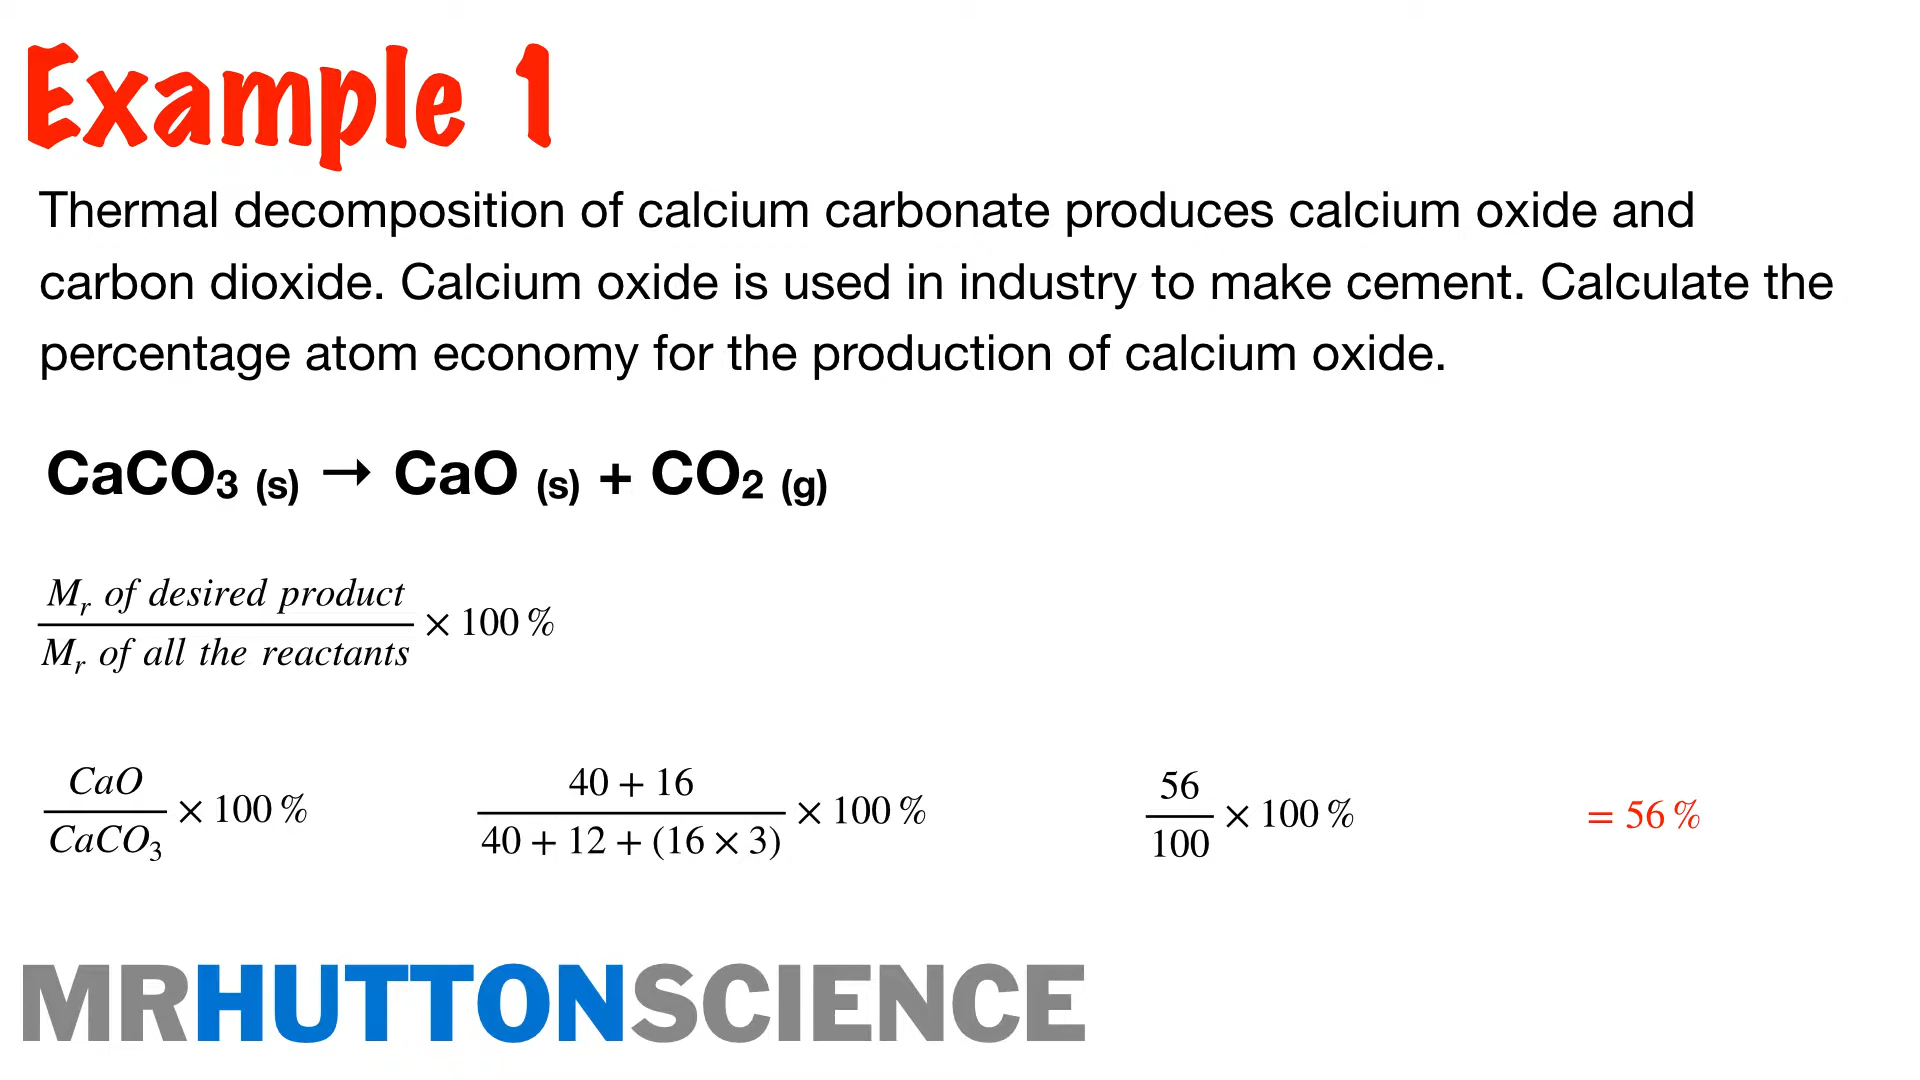 Example 1
Thermal decomposition of calcium carbonate produces calcium oxide and
carbon dioxide. Calcium oxide is used in industry to make cement. Calculate the
percentage atom economy for the production of calcium oxide.
CaCO₃ (s) → CaO (s) + CO₂ (g)
Mᵣ of desired product
× 100 %
Mᵣ of all the reactants
CaO
× 100 %
CaCO₃
40 + 16
× 100 %
40 + 12 + (16 × 3)
56
× 100 %
100
= 56 %
MRHUTTONSCIENCE